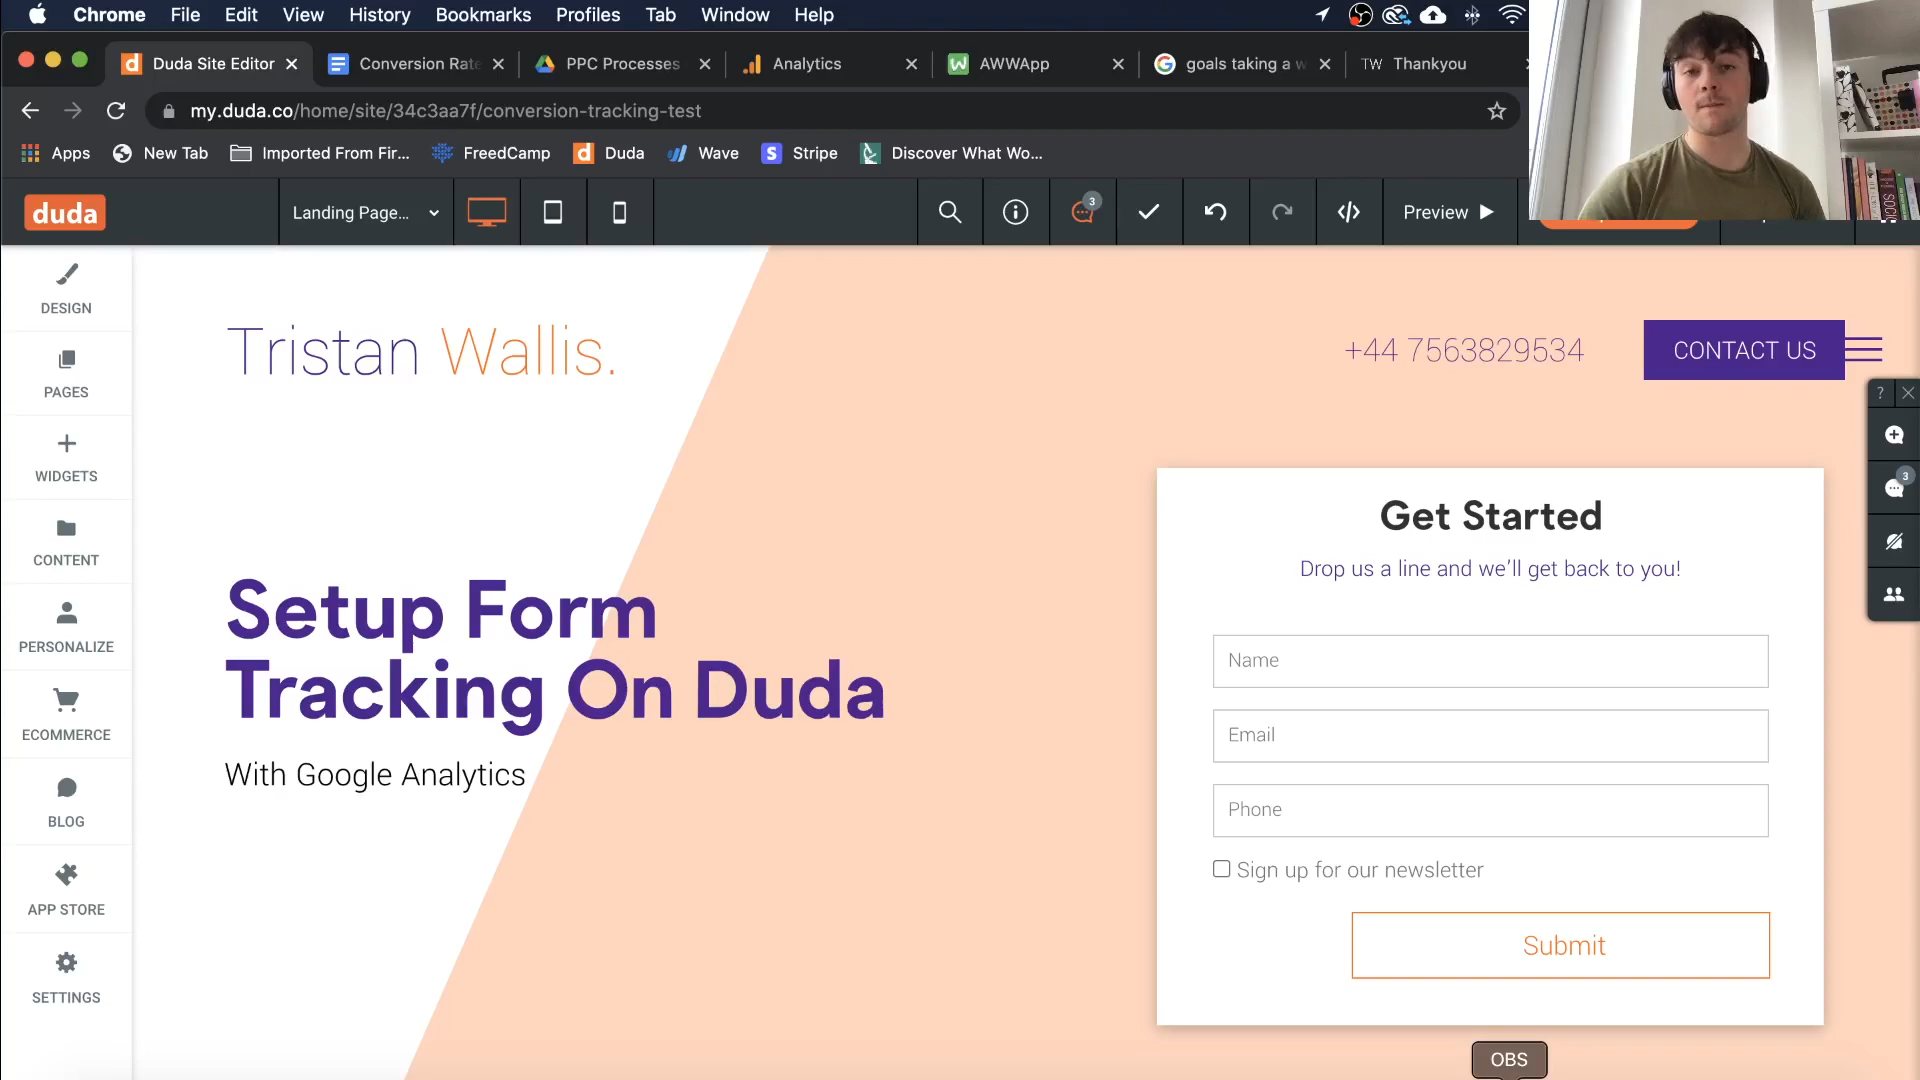 Chrome File Edit View History Bookmarks Profiles Tab Window Help
Duda Site Editor
Conversion Rate
PPC Processes
Analytics
AWWApp
goals taking a w
TW Thankyou
my.duda.co/home/site/34c3aa7f/conversion-tracking-test
Apps New Tab Imported From Fir... FreedCamp Duda Wave Stripe Discover What Wo...
duda
Landing Page...
3
Preview
DESIGN
PAGES
WIDGETS
CONTENT
PERSONALIZE
ECOMMERCE
BLOG
APP STORE
SETTINGS
Tristan Wallis.
+44 7563829534
CONTACT US
?
3
Setup Form
Tracking On Duda
With Google Analytics
Get Started
Drop us a line and we'll get back to you!
Name
Email
Phone
Sign up for our newsletter
Submit
OBS